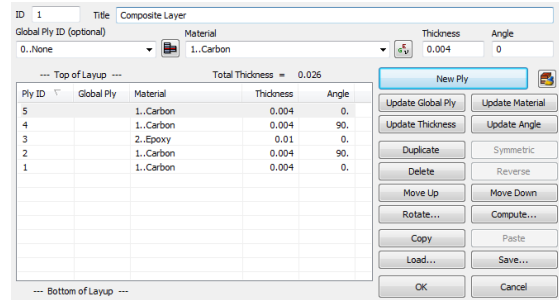 ID 1 Title Composite Layer
Global Ply ID (optional) Material Thickness Angle
0..None 1..Carbon 0.004 0
--- Top of Layup --- Total Thickness = 0.026
New Ply
Ply ID Global Ply Material Thickness Angle
Update Global Ply Update Material
5 1..Carbon 0.004 0.
4 1..Carbon 0.004 90.
Update Thickness Update Angle
3 2..Epoxy 0.01 0.
2 1..Carbon 0.004 90.
Duplicate Symmetric
1 1..Carbon 0.004 0.
Delete Reverse
Move Up Move Down
Rotate... Compute...
Copy Paste
Load... Save...
--- Bottom of Layup ---
OK Cancel